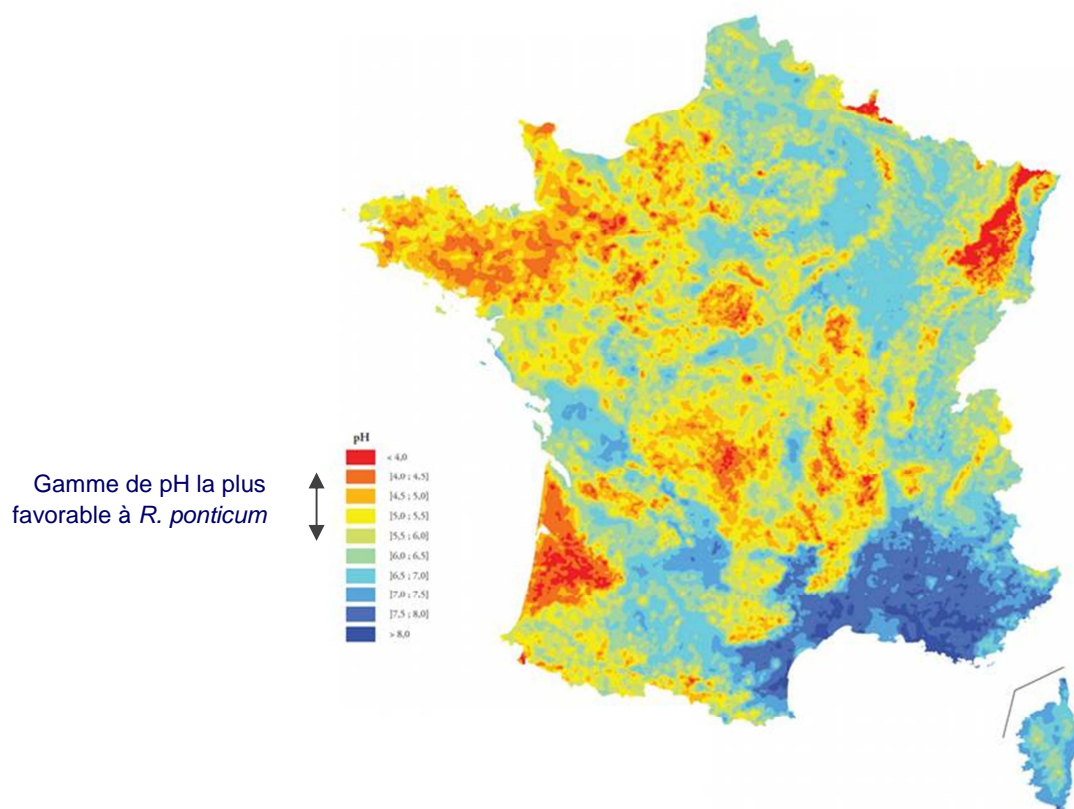 pH
< 4,0
]4,0 ; 4,5]
]4,5 ; 5,0]
]5,0 ; 5,5]
]5,5 ; 6,0]
]6,0 ; 6,5]
]6,5 ; 7,0]
]7,0 ; 7,5]
]7,5 ; 8,0]
> 8,0
Gamme de pH la plus
favorable à R. ponticum